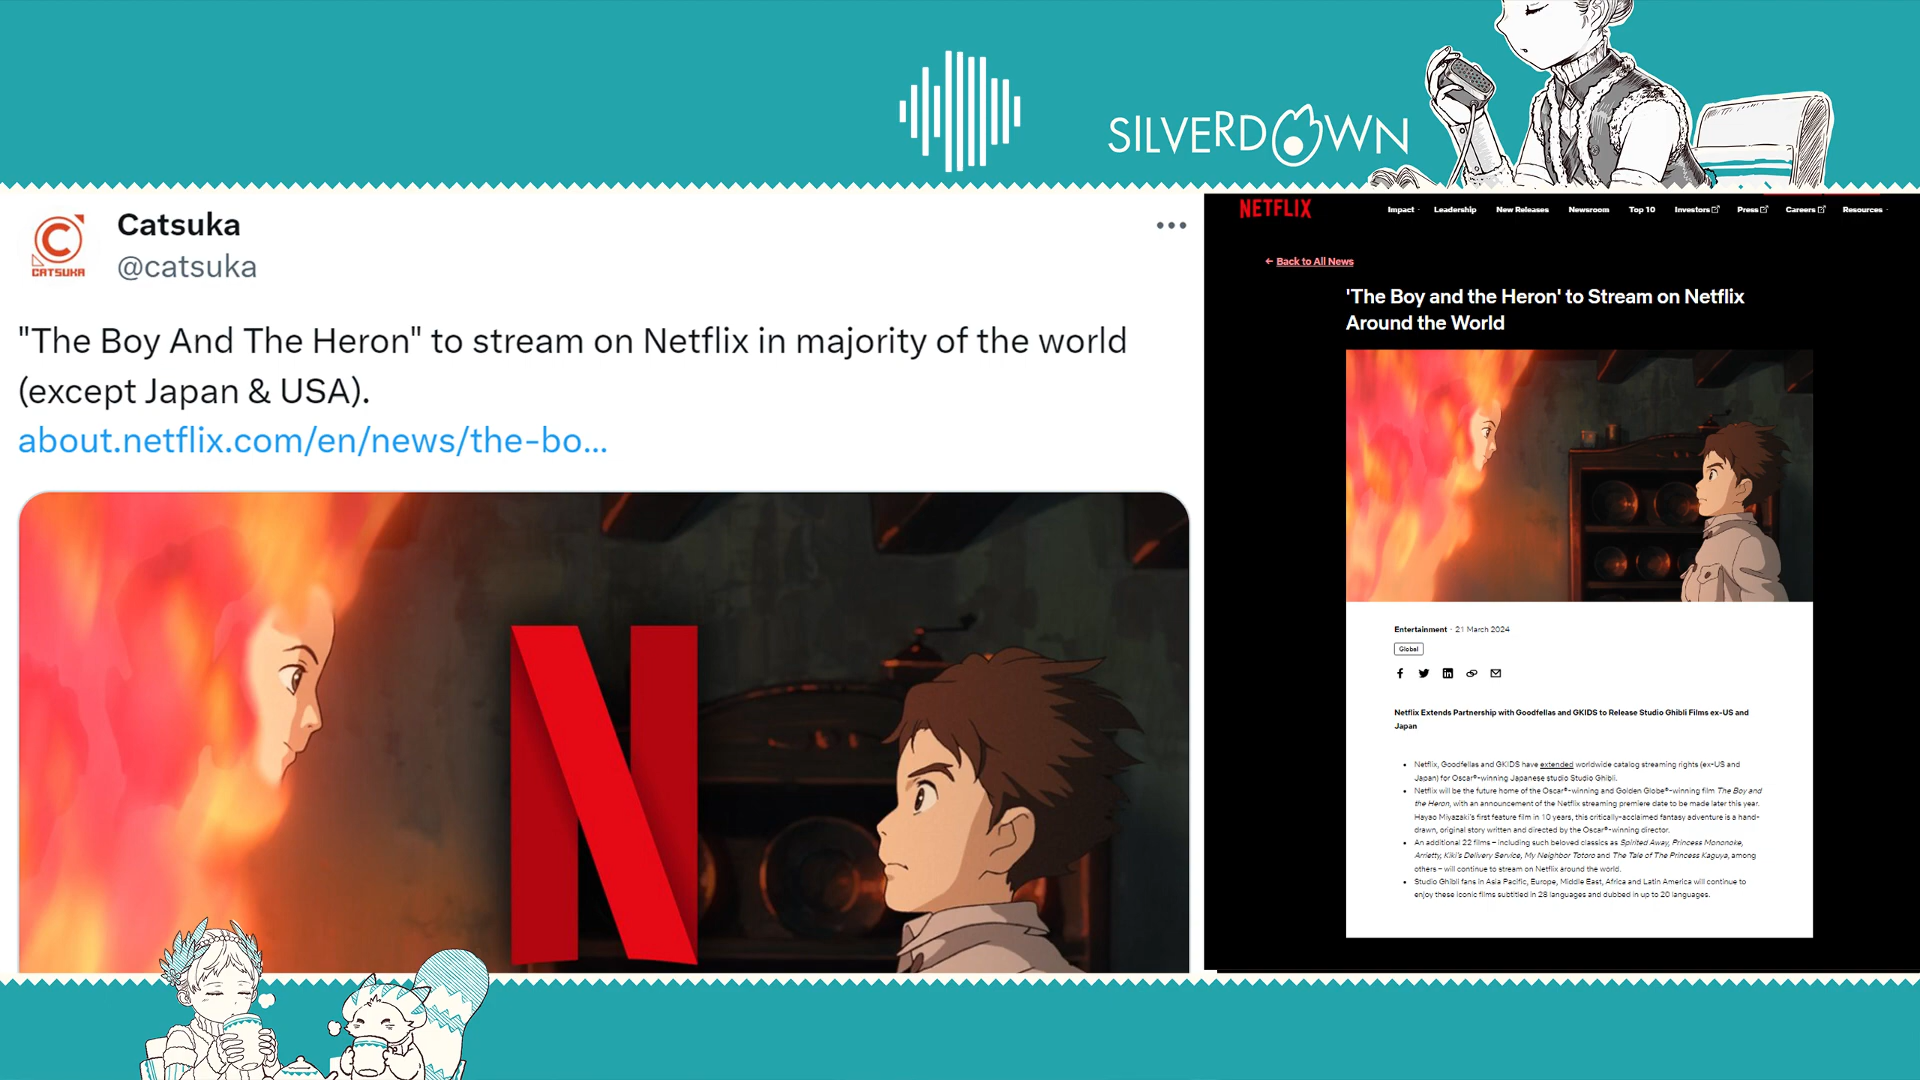 SILVERDOWN
Catsuka
@catsuka
CATSUKA
"The Boy And The Heron" to stream on Netflix in majority of the world
(except Japan & USA).
about.netflix.com/en/news/the-bo...
NETFLIX
Impact
Leadership
New Releases
Newsroom
Top 10
Investors
Press
Careers
Resources
← Back to All News
'The Boy and the Heron' to Stream on Netflix
Around the World
Entertainment · 21 March 2024
Global
Netflix Extends Partnership with Goodfellas and GKIDS to Release Studio Ghibli Films ex-US and
Japan
• Netflix, Goodfellas and GKIDS have extended worldwide catalog streaming rights (ex-US and
Japan) for Oscar®-winning Japanese studio Studio Ghibli.
• Netflix will be the future home of the Oscar®-winning and Golden Globe®-winning film The Boy and
the Heron, with an announcement of the Netflix streaming premiere date to be made later this year.
Hayao Miyazaki's first feature film in 10 years, this critically-acclaimed fantasy adventure is a hand-
drawn, original story written and directed by the Oscar®-winning director.
• An additional 22 films – including such beloved classics as Spirited Away, Princess Mononoke,
Arrietty, Kiki's Delivery Service, My Neighbor Totoro and The Tale of The Princess Kaguya, among
others – will continue to stream on Netflix around the world.
• Studio Ghibli fans in Asia Pacific, Europe, Middle East, Africa and Latin America will continue to
enjoy these iconic films subtitled in 28 languages and dubbed in up to 20 languages.